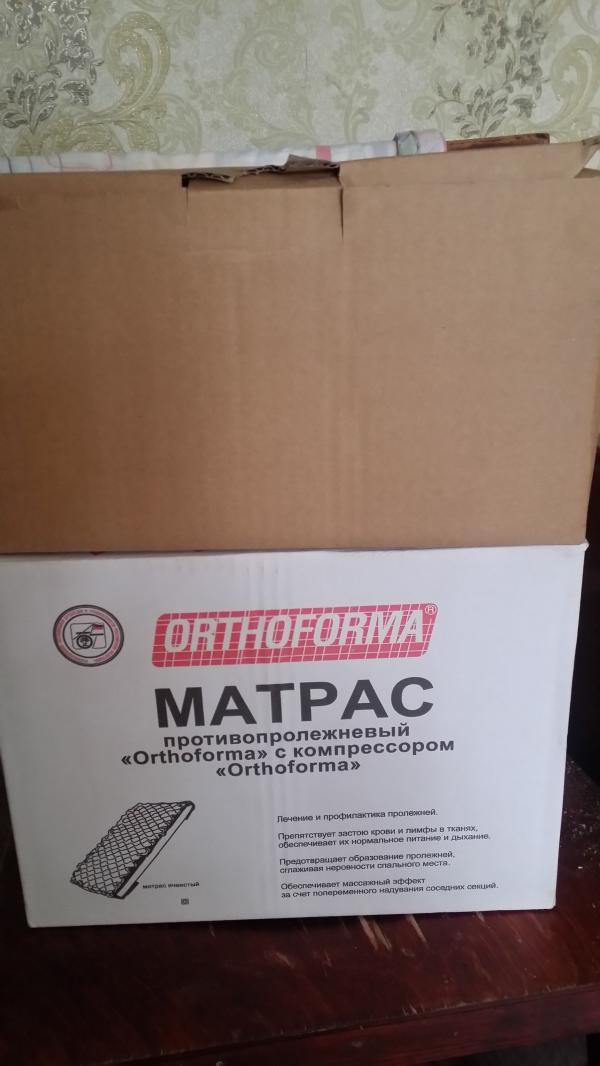 ORTHOFORMA®
МАТРАС
противопролежневый
«Orthoforma» с компрессором
«Orthoforma»
Лечение и профилактика пролежней.
Препятствует застою крови и лимфы в тканях,
обеспечивает их нормальное питание и дыхание.
Предотвращает образование пролежней,
сглаживая неровности спального места.
Обеспечивает массажный эффект
за счет попеременного надувания соседних секций.
матрас ячеистый